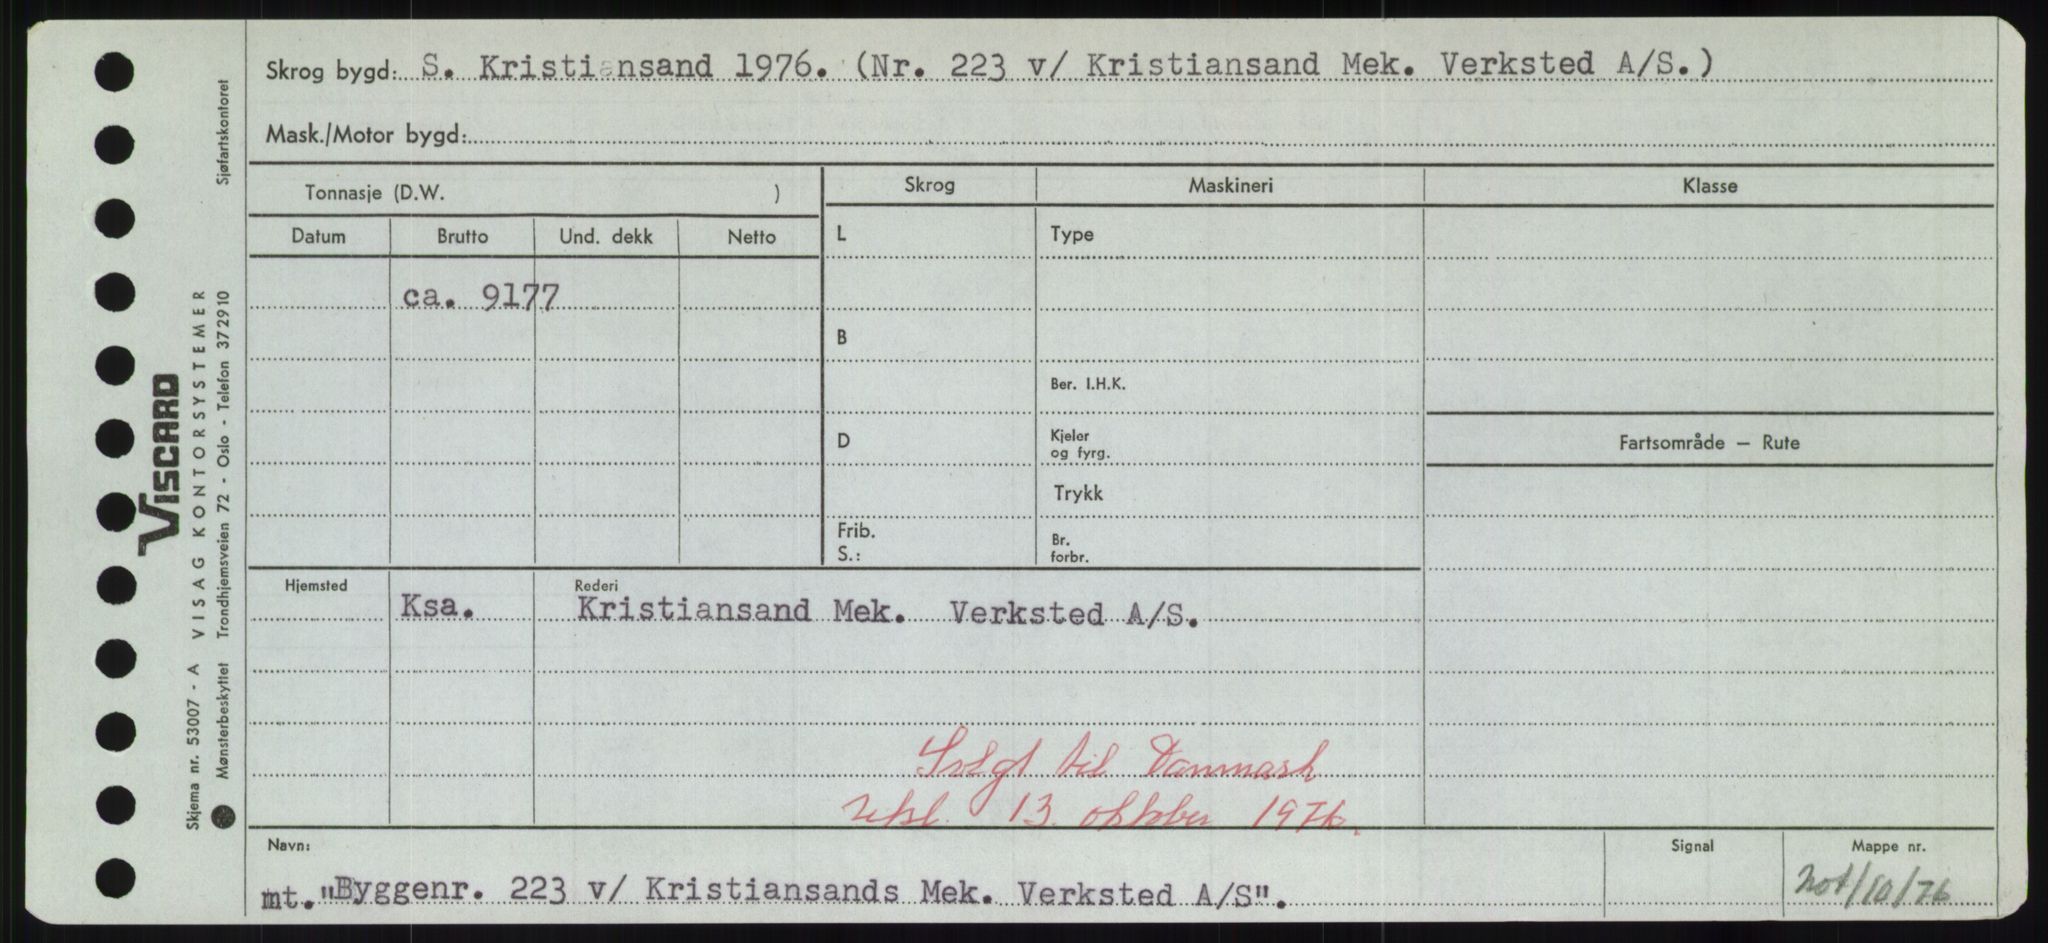 Skrog bygd: S. Kristiansand 1976. (Nr. 223 v/ Kristiansand Mek. Verksted A/S.)
Mask./Motor bygd:
Tonnasje (D.W. )
Skrog
Maskineri
Klasse
Datum
Brutto
Und. dekk
Netto
L
Type
ca. 9177
B
Ber. I.H.K.
D
Kjeler
og fyrg.
Fartsområde — Rute
Trykk
Frib.
S.:
Br.
forbr.
Hjemsted
Ksa.
Rederi
Kristiansand Mek. Verksted A/S.
Solgt til Danmark
13. oktober 1976.
Navn:
mt. "Byggenr. 223 v/ Kristiansands Mek. Verksted A/S".
Signal
Mappe nr.
not/10/76
Sjøfartskontoret
VISCARD
Skjema nr. 53007 - A VISAG KONTORSYSTEMER
Mønsterbeskyttet Trondhjemsveien 72 - Oslo - Telefon 372910